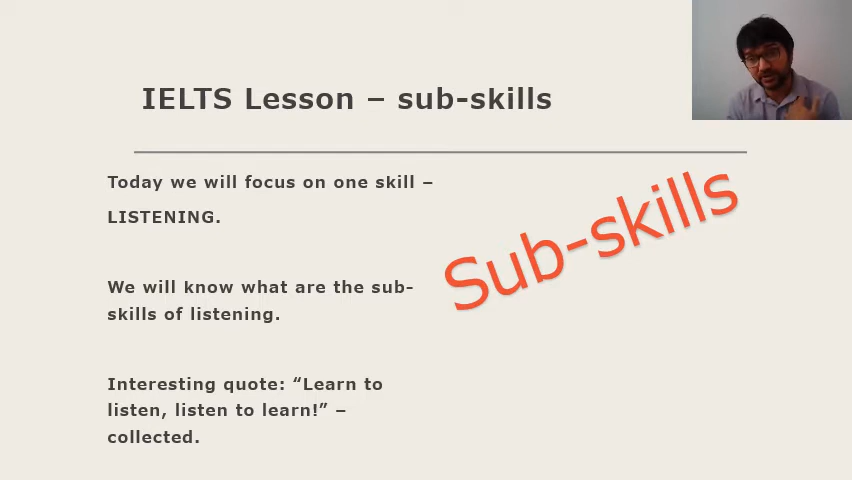 IELTS Lesson – sub-skills
Today we will focus on one skill –
LISTENING.
We will know what are the sub-
skills of listening.
Interesting quote: “Learn to
listen, listen to learn!” –
collected.
Sub-skills